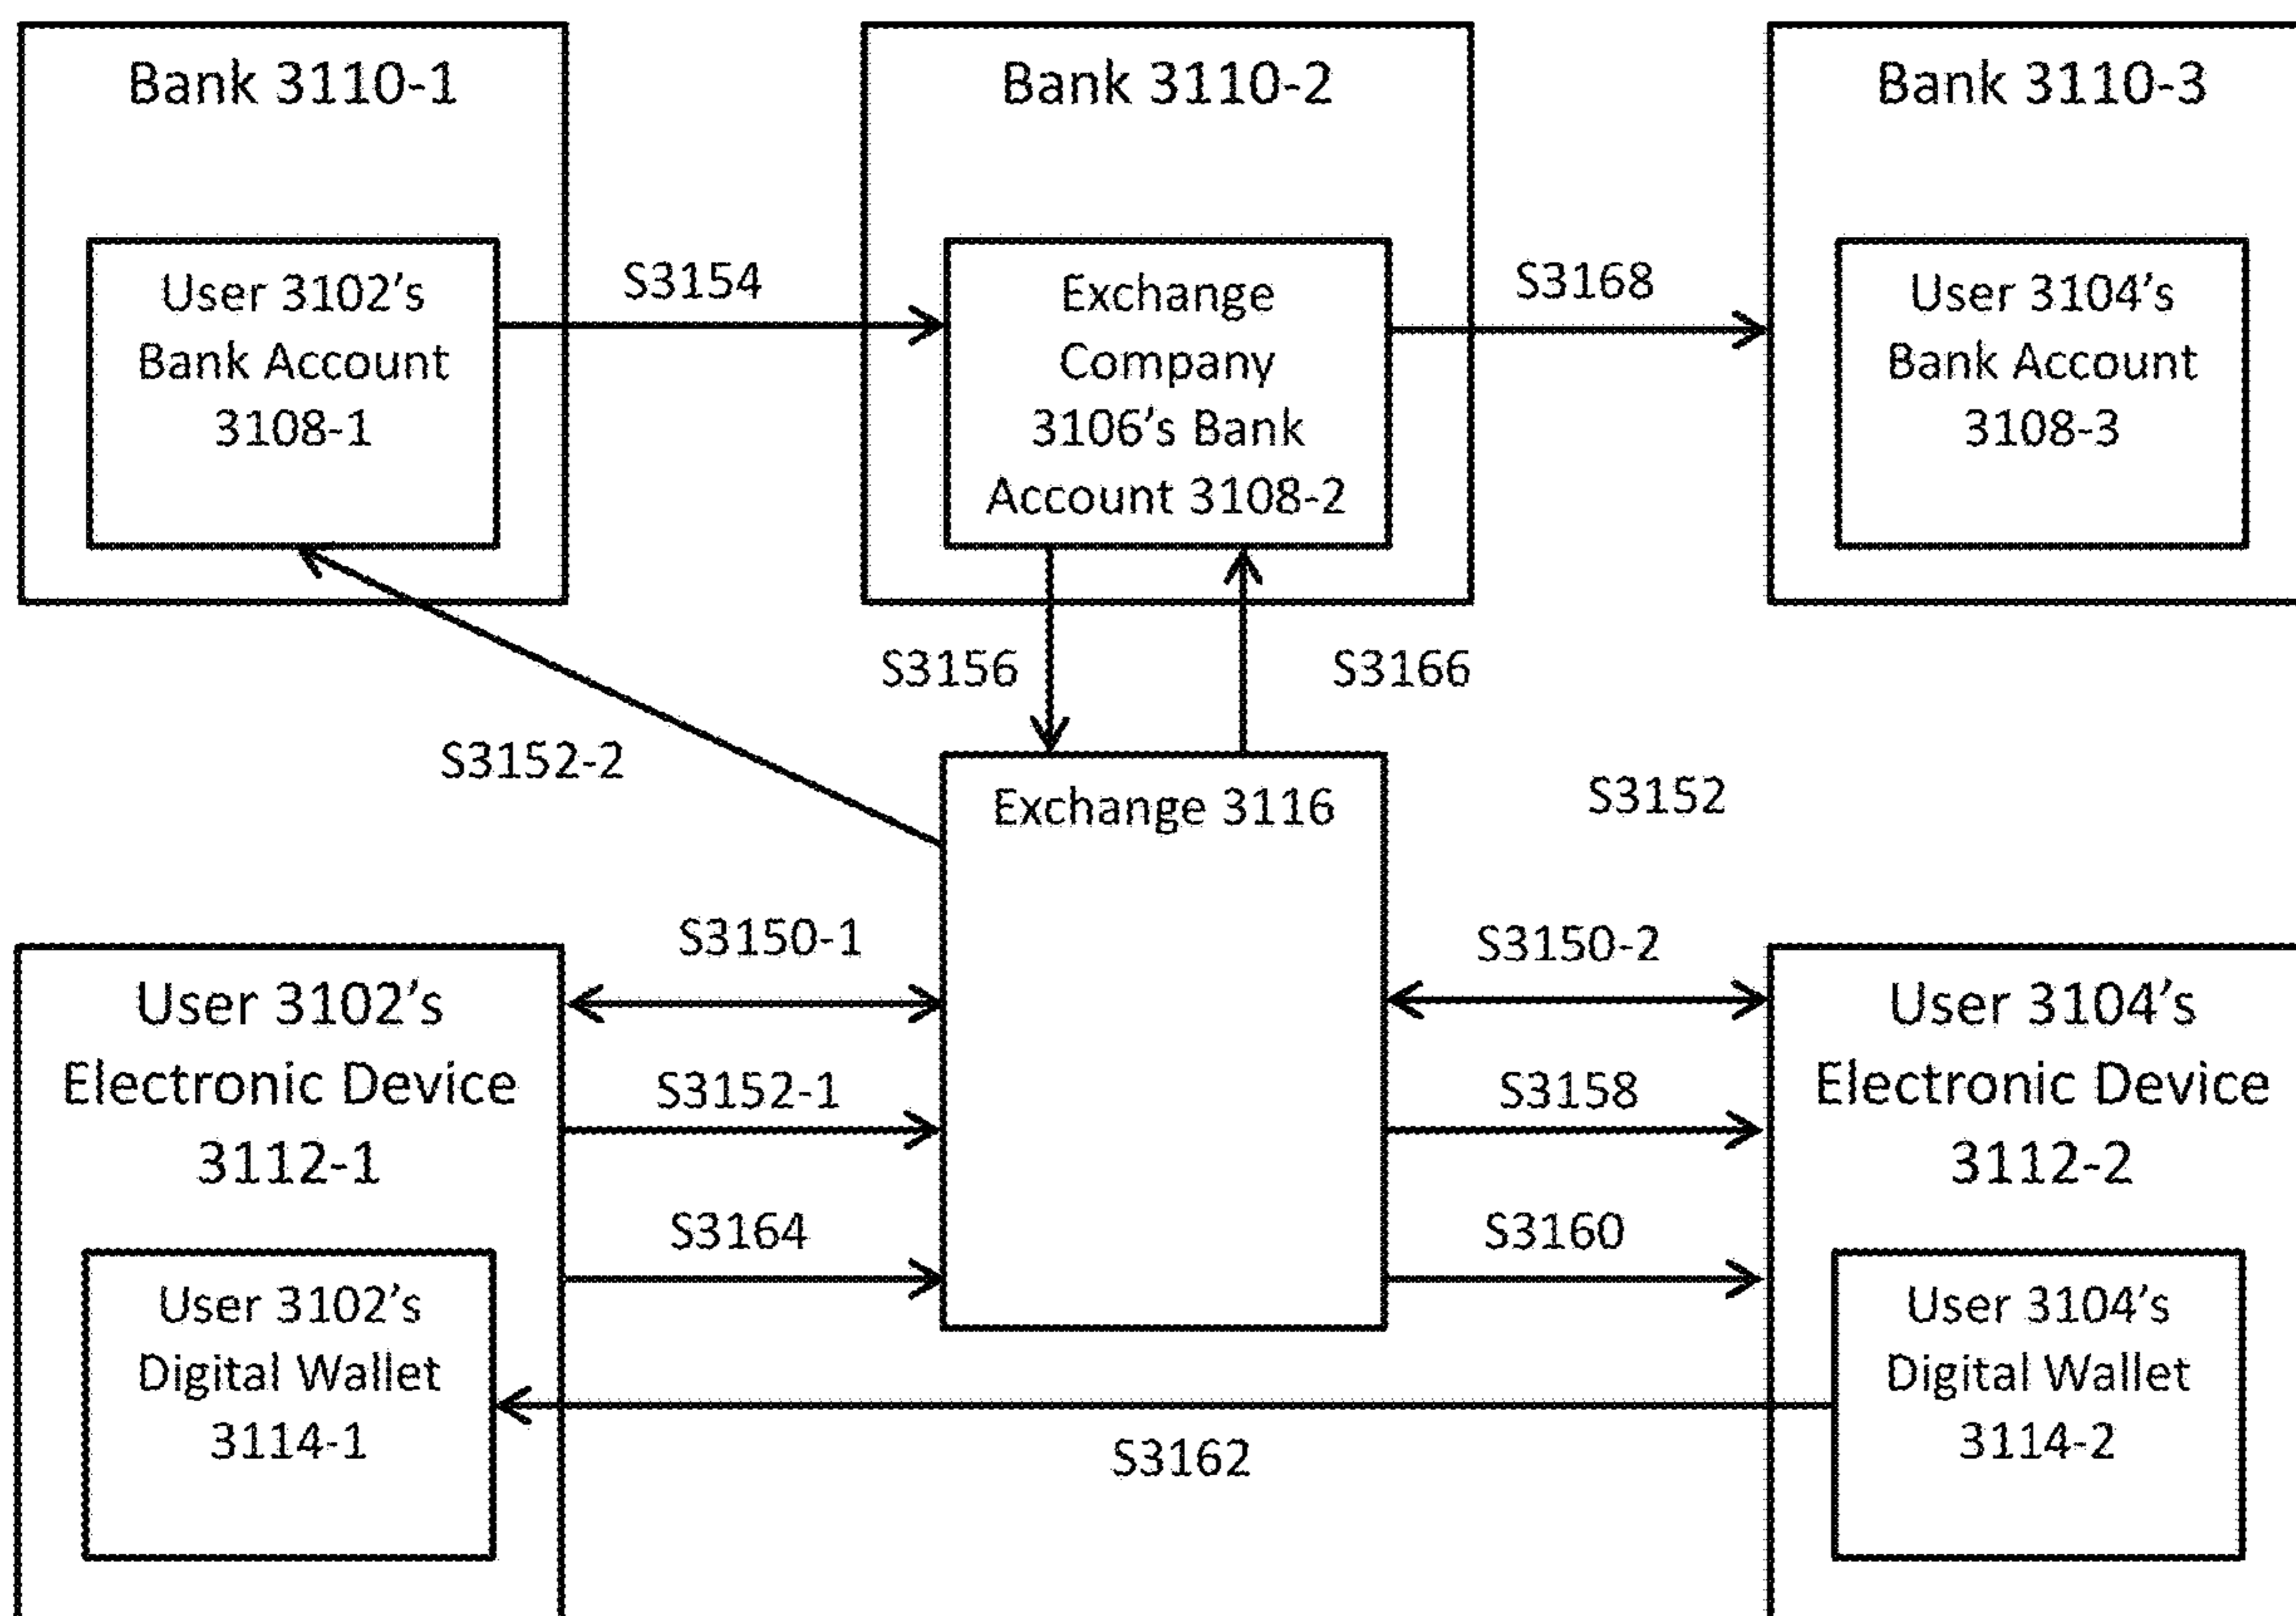 Bank 3110-1
Bank 3110-2
Bank 3110-3
User 3102's
Bank Account
3108-1
S3154
Exchange
Company
3106's Bank
Account 3108-2
S3168
User 3104's
Bank Account
3108-3
S3156
S3166
S3152-2
Exchange 3116
S3152
S3150-1
S3150-2
User 3102's
Electronic Device
3112-1
S3152-1
S3158
User 3104's
Electronic Device
3112-2
S3164
S3160
User 3102's
Digital Wallet
3114-1
User 3104's
Digital Wallet
3114-2
S3162